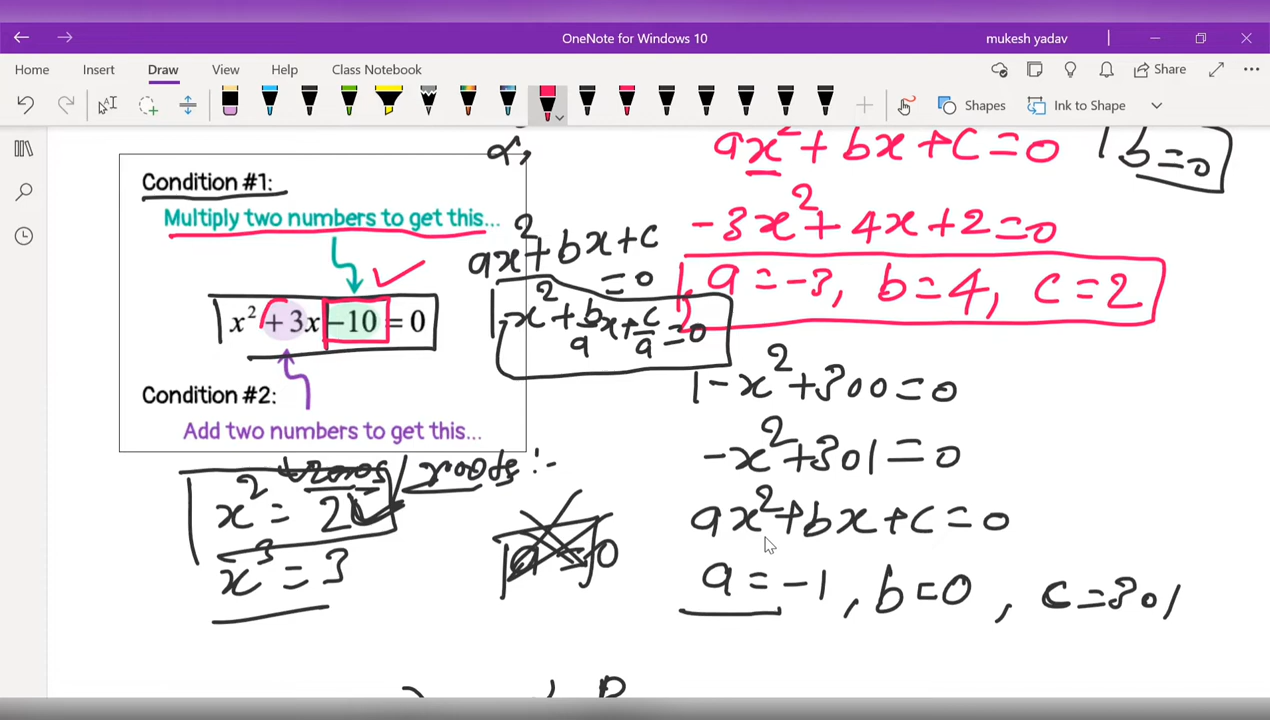 OneNote for Windows 10
mukesh yadav
Home Insert Draw View Help Class Notebook
Share
Shapes
Ink to Shape
α,
ax² + bx + c = 0
b = 0
Condition #1:
Multiply two numbers to get this...
x² + 3x −10 = 0
Condition #2:
Add two numbers to get this...
ax² + bx + c
= 0
x² + b/a x + c/a = 0
-3x² + 4x + 2 = 0
a = -3, b = 4, c = 2
1 - x² + 300 = 0
-x² + 301 = 0
ax² + bx + c = 0
a = -1, b = 0, c = 301
roots :-
x² = 2
x³ = 3